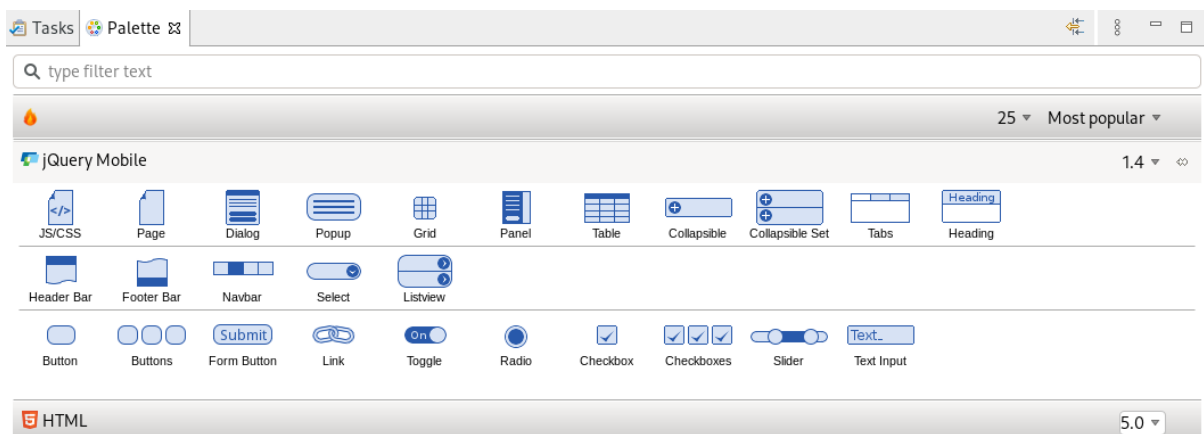 Tasks Palette
type filter text
25 Most popular
jQuery Mobile 1.4
</> Heading
JS/CSS Page Dialog Popup Grid Panel Table Collapsible Collapsible Set Tabs Heading
Header Bar Footer Bar Navbar Select Listview
Submit On Text_
Button Buttons Form Button Link Toggle Radio Checkbox Checkboxes Slider Text Input
5 HTML 5.0